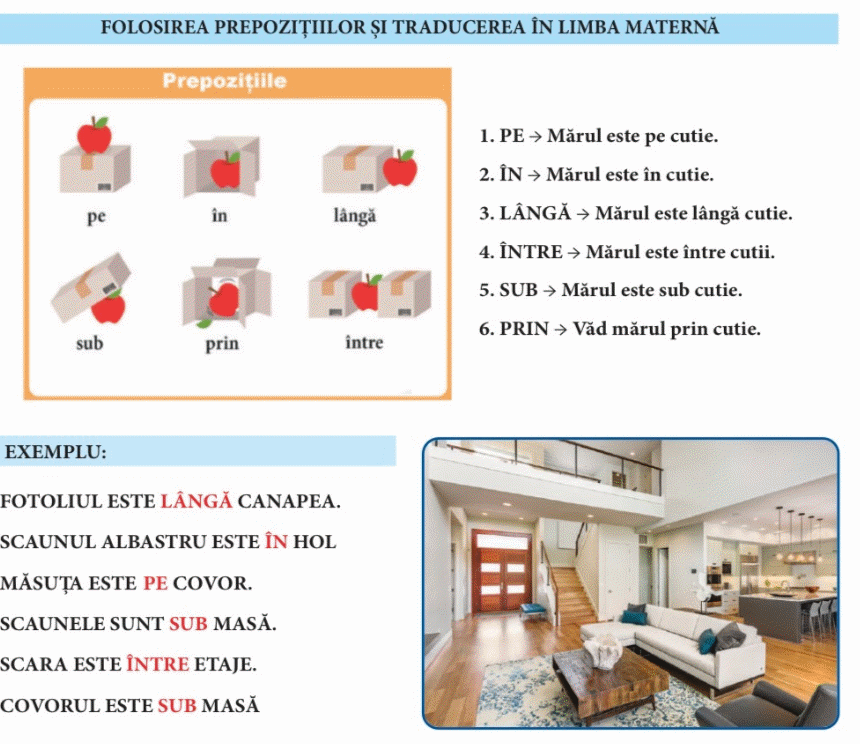 FOLOSIREA PREPOZIȚIILOR ȘI TRADUCEREA ÎN LIMBA MATERNĂ
Prepozițiile
pe
în
lângă
sub
prin
între
1. PE → Mărul este pe cutie.
2. ÎN → Mărul este în cutie.
3. LÂNGĂ → Mărul este lângă cutie.
4. ÎNTRE → Mărul este între cutii.
5. SUB → Mărul este sub cutie.
6. PRIN → Văd mărul prin cutie.
EXEMPLU:
FOTOLIUL ESTE LÂNGĂ CANAPEA.
SCAUNUL ALBASTRU ESTE ÎN HOL
MĂSUȚA ESTE PE COVOR.
SCAUNELE SUNT SUB MASĂ.
SCARA ESTE ÎNTRE ETAJE.
COVORUL ESTE SUB MASĂ